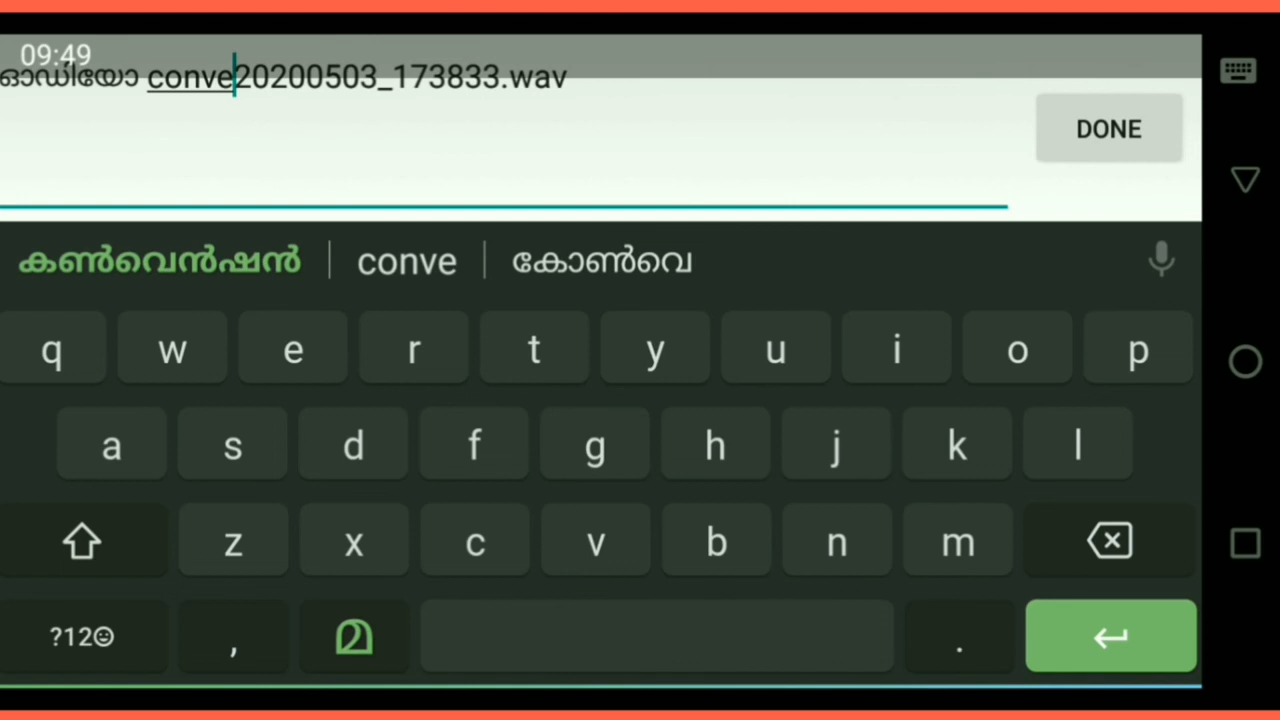 09:49
ഓഡിയോ conve20200503_173833.wav
DONE
കൺവെൻഷൻ conve കോൺവെ
q w e r t y u i o p
a s d f g h j k l
z x c v b n m
?12☺ , മ .